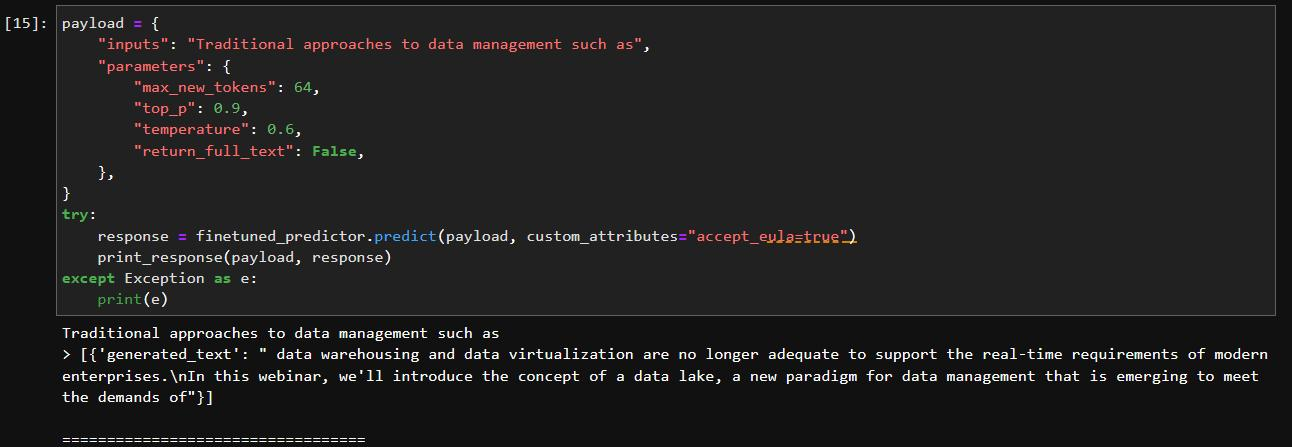 [15]: payload = {
    "inputs": "Traditional approaches to data management such as",
    "parameters": {
        "max_new_tokens": 64,
        "top_p": 0.9,
        "temperature": 0.6,
        "return_full_text": False,
    },
}
try:
    response = finetuned_predictor.predict(payload, custom_attributes="accept_eula=true")
    print_response(payload, response)
except Exception as e:
    print(e)
Traditional approaches to data management such as
> [{'generated_text': " data warehousing and data virtualization are no longer adequate to support the real-time requirements of modern
enterprises.\nIn this webinar, we'll introduce the concept of a data lake, a new paradigm for data management that is emerging to meet
the demands of"}]
==================================